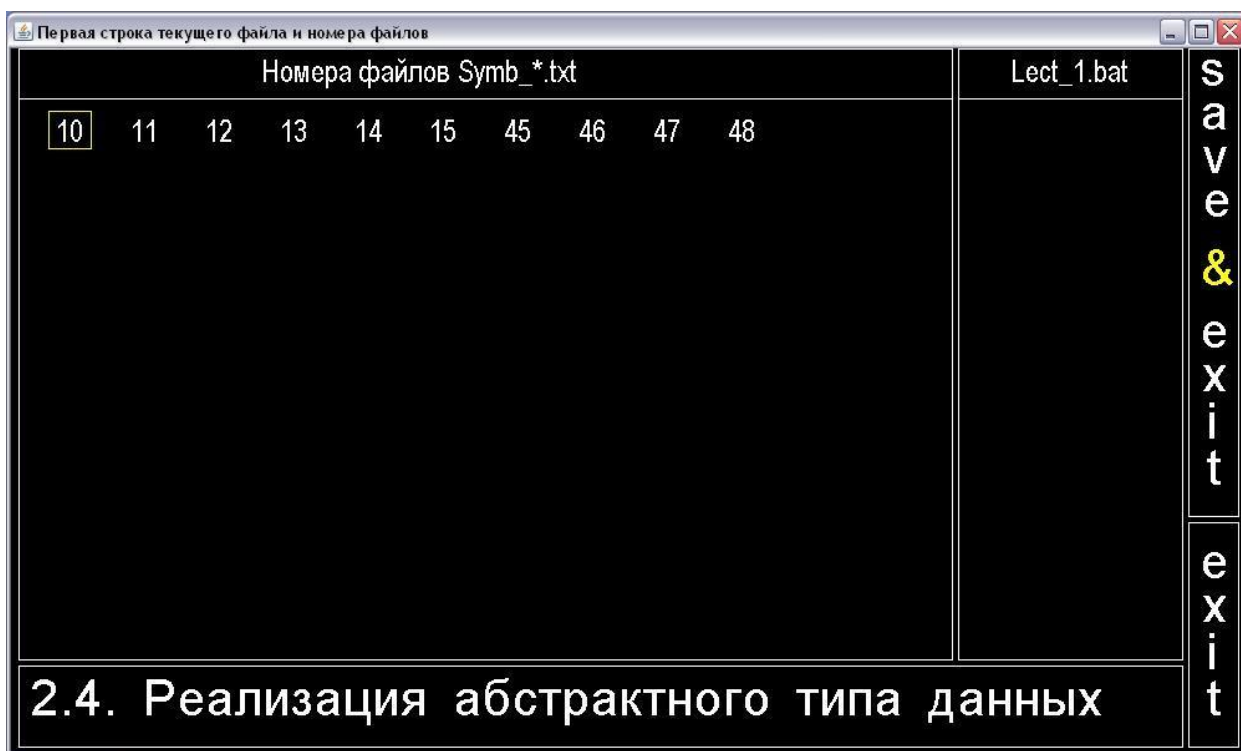 Первая строка текущего файла и номера файлов
Номера файлов Symb_*.txt
Lect_1.bat
10 11 12 13 14 15 45 46 47 48
save & exit
exit
2.4. Реализация абстрактного типа данных